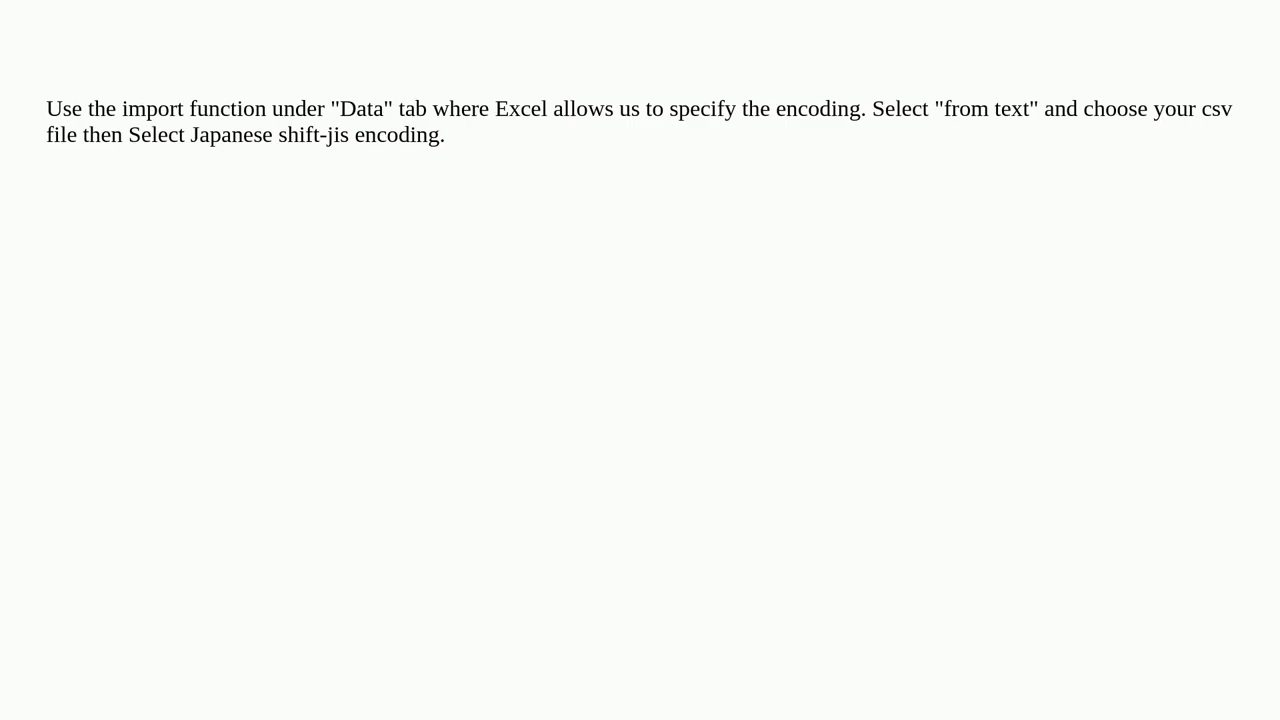 Use the import function under "Data" tab where Excel allows us to specify the encoding. Select "from text" and choose your csv
file then Select Japanese shift-jis encoding.